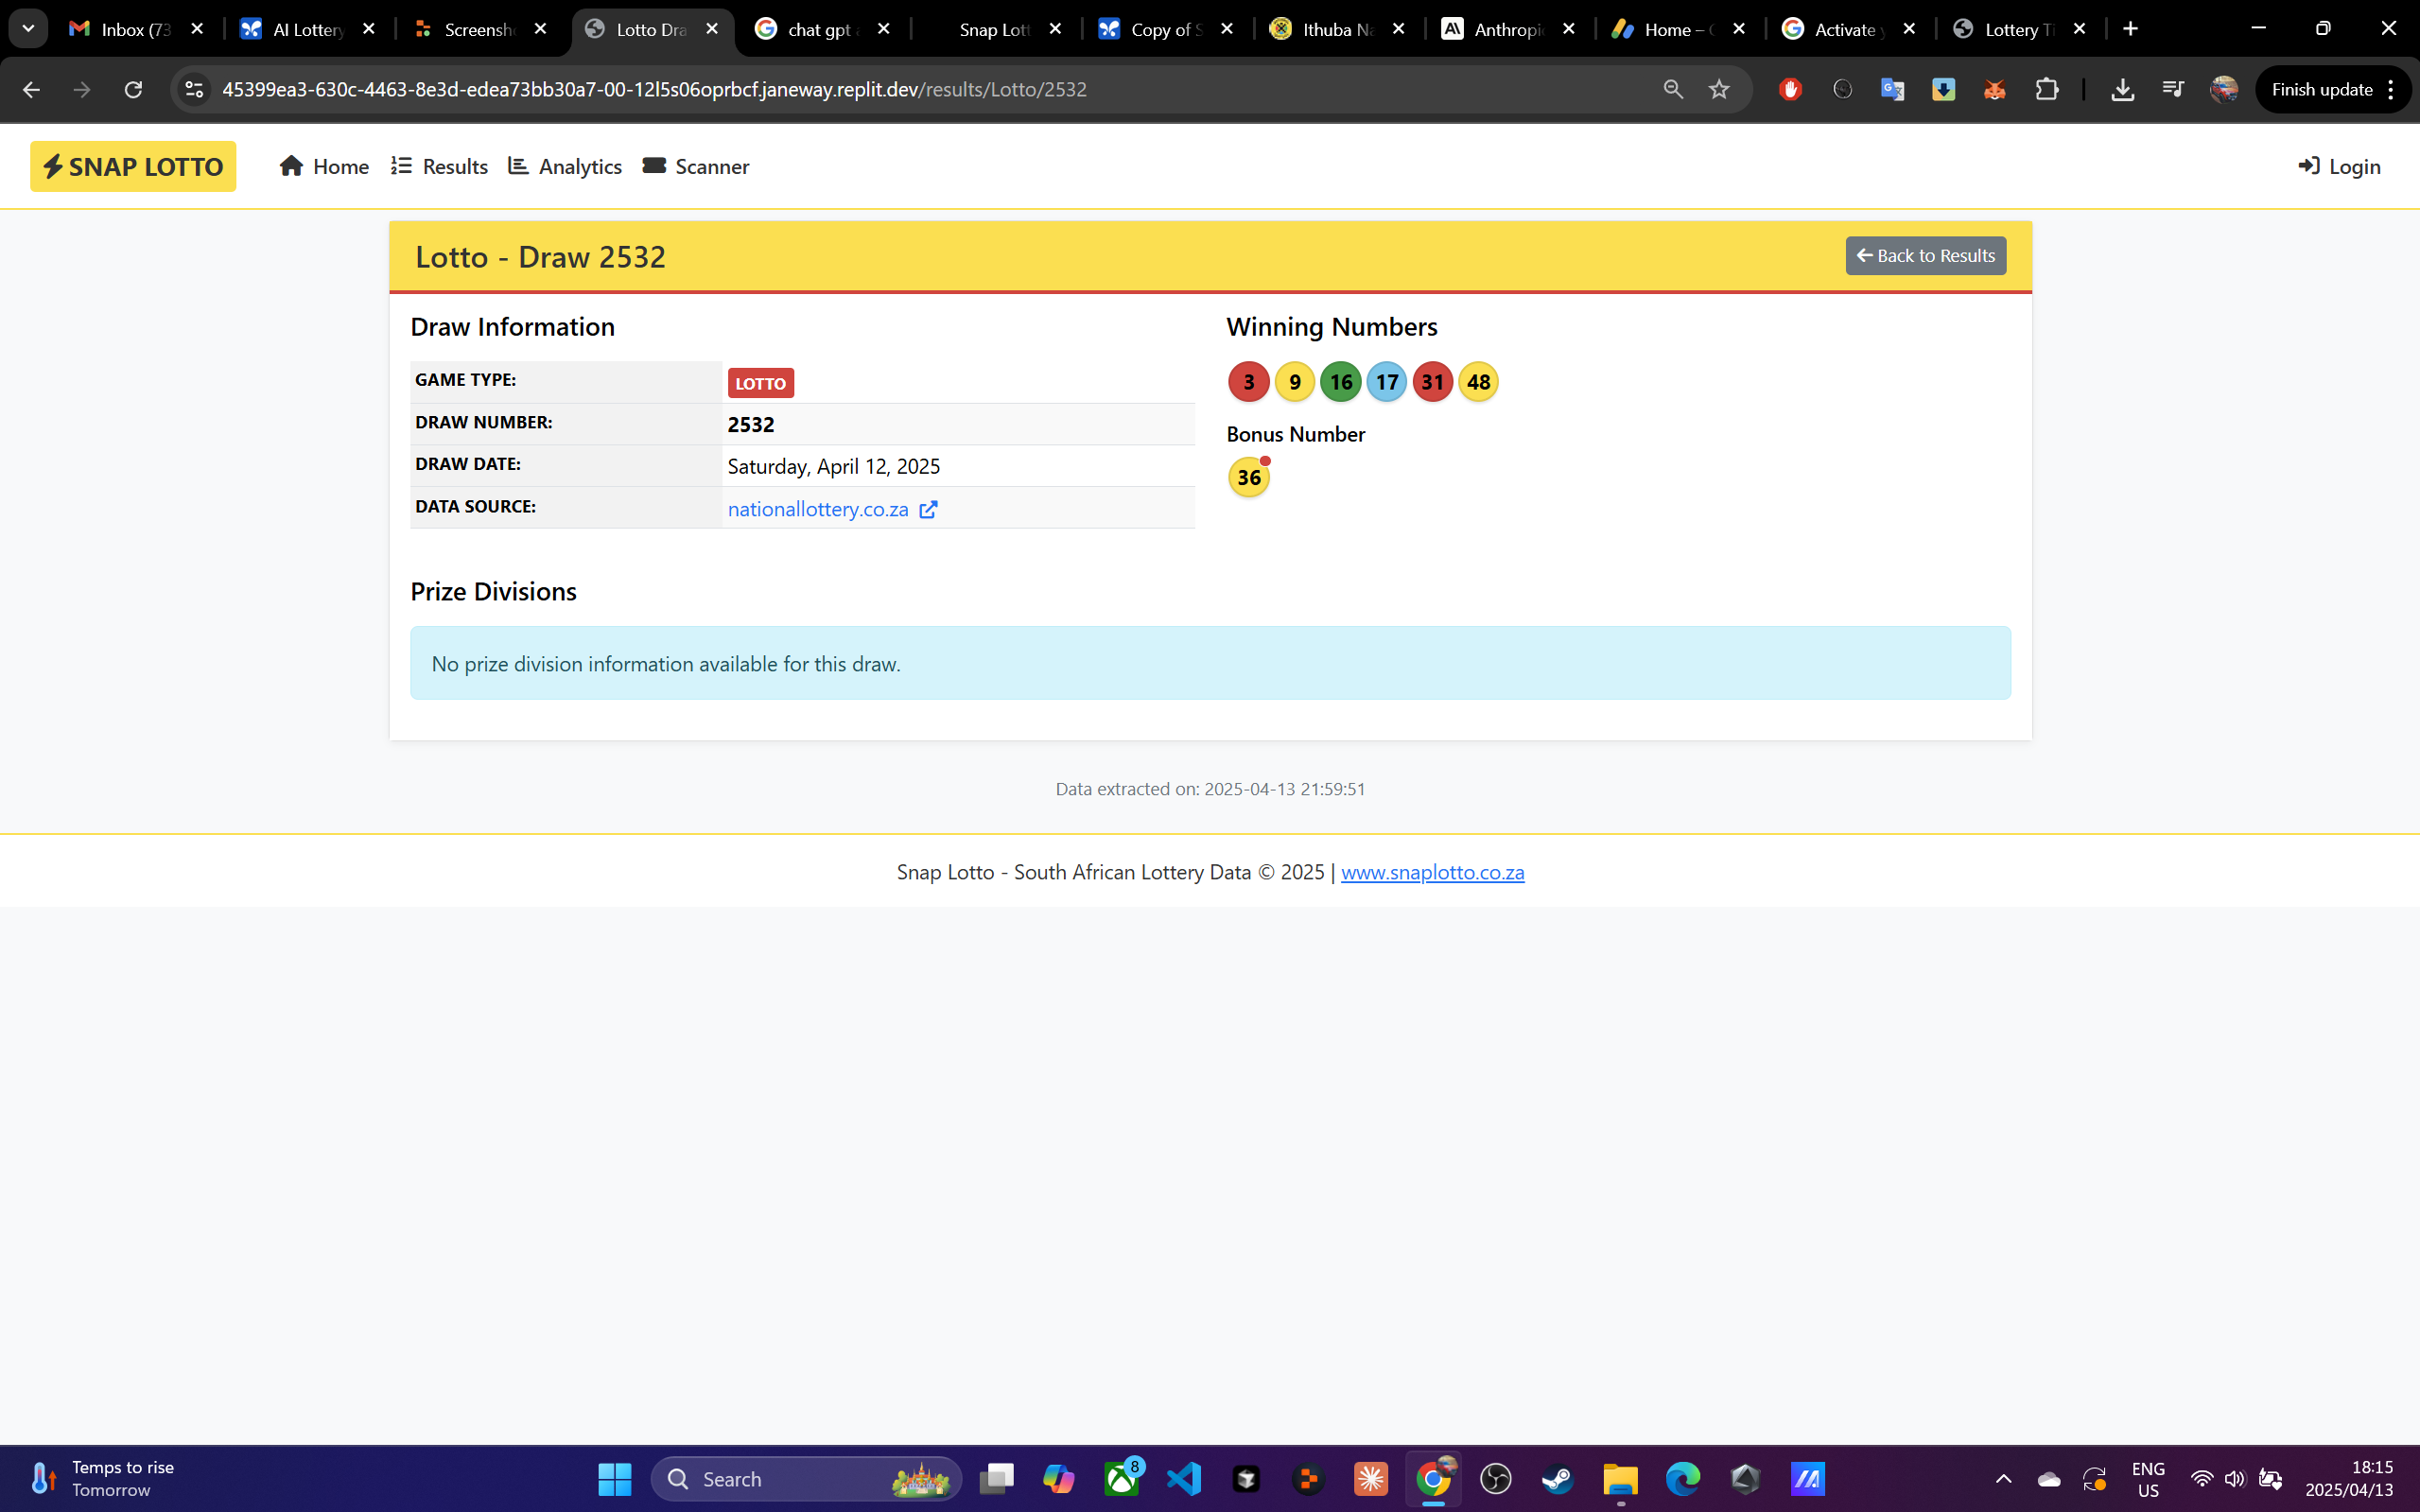 Inbox (73
AI Lottery
Screensh
Lotto Dra
chat gpt
Snap Lott
Copy of S
Ithuba Na
Anthropi
Home –
Activate y
Lottery Ti
45399ea3-630c-4463-8e3d-edea73bb30a7-00-12l5s06oprbcf.janeway.replit.dev/results/Lotto/2532
Finish update
SNAP LOTTO
Home
Results
Analytics
Scanner
Login
Lotto - Draw 2532
Back to Results
Draw Information
GAME TYPE: LOTTO
DRAW NUMBER: 2532
DRAW DATE: Saturday, April 12, 2025
DATA SOURCE: nationallottery.co.za
Winning Numbers
3 9 16 17 31 48
Bonus Number
36
Prize Divisions
No prize division information available for this draw.
Data extracted on: 2025-04-13 21:59:51
Snap Lotto - South African Lottery Data © 2025 | www.snaplotto.co.za
Temps to rise
Tomorrow
Search
8
ENG
US
18:15
2025/04/13